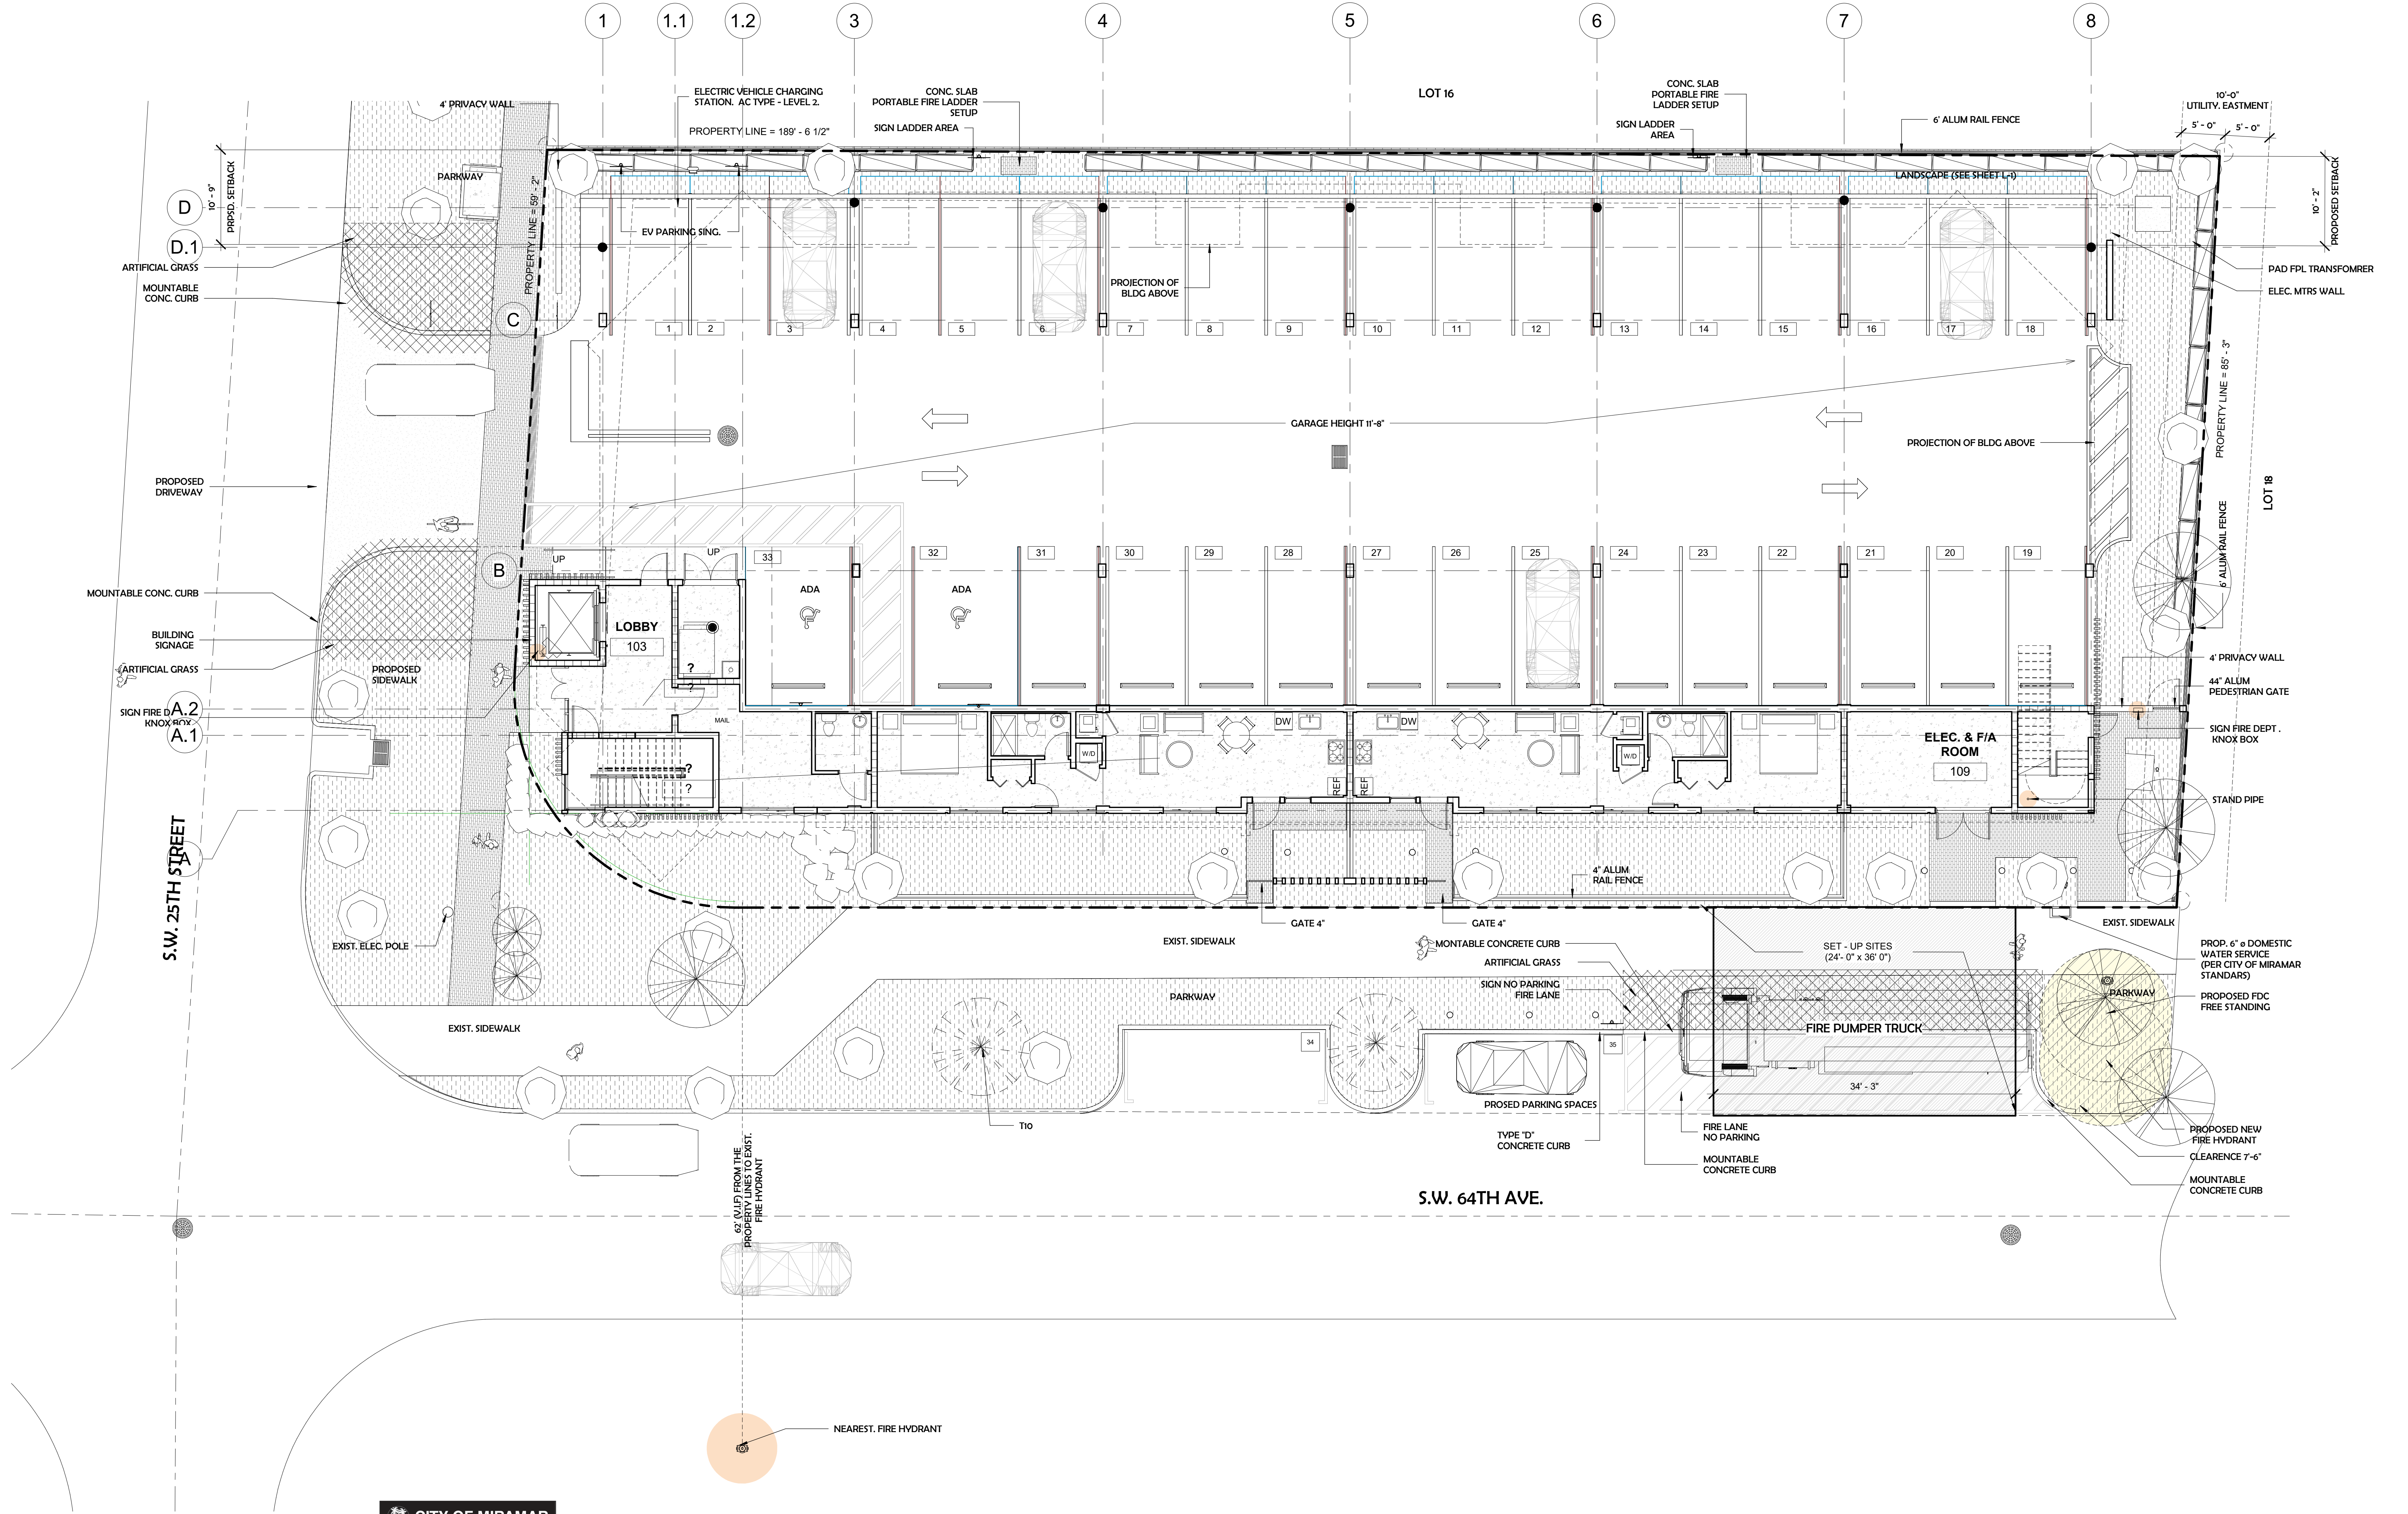 1
1.1
1.2
3
4
5
6
7
8
4' PRIVACY WALL
ELECTRIC VEHICLE CHARGING
STATION. AC TYPE - LEVEL 2.
PROPERTY LINE = 189' - 6 1/2"
CONC. SLAB
PORTABLE FIRE LADDER
SETUP
SIGN LADDER AREA
LOT 16
CONC. SLAB
PORTABLE FIRE
LADDER SETUP
SIGN LADDER
AREA
6' ALUM RAIL FENCE
10'-0"
UTILITY. EASTMENT
5' - 0"
5' - 0"
10' - 9"
PRPSD. SETBACK
PARKWAY
PROPERTY LINE = 59' - 2"
LANDSCAPE (SEE SHEET L-1)
10' - 2"
PROPOSED SETBACK
D
D.1
EV PARKING SING.
ARTIFICIAL GRASS
MOUNTABLE
CONC. CURB
PROJECTION OF
BLDG ABOVE
PAD FPL TRANSFOMRER
ELEC. MTRS WALL
C
1
2
3
4
5
6
7
8
9
10
11
12
13
14
15
16
17
18
PROPERTY LINE = 85' - 3"
GARAGE HEIGHT 11'-8"
PROJECTION OF BLDG ABOVE
PROPOSED
DRIVEWAY
LOT 18
6' ALUM RAIL FENCE
B
UP
UP
33
32
31
30
29
28
27
26
25
24
23
22
21
20
19
MOUNTABLE CONC. CURB
ADA
ADA
LOBBY
103
BUILDING
SIGNAGE
ARTIFICIAL GRASS
PROPOSED
SIDEWALK
?
?
4' PRIVACY WALL
44" ALUM
PEDESTRIAN GATE
SIGN FIRE D
KNOX BOX
A.2
A.1
MAIL
DW
DW
SIGN FIRE DEPT .
KNOX BOX
ELEC. & F/A
ROOM
109
W/D
W/D
?
?
REF
REF
STAND PIPE
A
S.W. 25TH STREET
4" ALUM
RAIL FENCE
GATE 4"
GATE 4"
EXIST. SIDEWALK
EXIST. ELEC. POLE
EXIST. SIDEWALK
MONTABLE CONCRETE CURB
ARTIFICIAL GRASS
SIGN NO PARKING
FIRE LANE
SET - UP SITES
(24'- 0" x 36' 0")
PROP. 6" ø DOMESTIC
WATER SERVICE
(PER CITY OF MIRAMAR
STANDARS)
PARKWAY
PARKWAY
PROPOSED FDC
FREE STANDING
EXIST. SIDEWALK
34
35
FIRE PUMPER TRUCK
34' - 3"
PROSED PARKING SPACES
T10
TYPE "D"
CONCRETE CURB
FIRE LANE
NO PARKING
MOUNTABLE
CONCRETE CURB
PROPOSED NEW
FIRE HYDRANT
CLEARENCE 7'-6"
MOUNTABLE
CONCRETE CURB
62' (V.I.F) FROM THE
PROPERTY LINES TO EXIST.
FIRE HYDRANT
S.W. 64TH AVE.
NEAREST. FIRE HYDRANT
CITY OF MIRAMAR